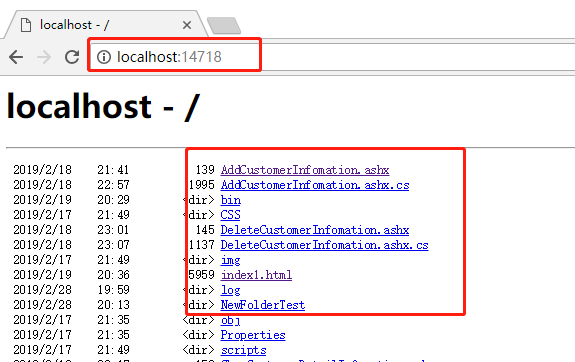 localhost - /
localhost:14718
localhost - /
2019/2/18 21:41 139 AddCustomerInfomation.ashx
2019/2/18 22:57 1995 AddCustomerInfomation.ashx.cs
2019/2/19 20:29 <dir> bin
2019/2/17 21:49 <dir> CSS
2019/2/18 23:01 145 DeleteCustomerInfomation.ashx
2019/2/18 23:07 1137 DeleteCustomerInfomation.ashx.cs
2019/2/17 21:49 <dir> img
2019/2/19 20:36 5959 index1.html
2019/2/28 19:59 <dir> log
2019/2/28 20:13 <dir> NewFolderTest
2019/2/17 21:35 <dir> obj
2019/2/17 21:35 <dir> Properties
2019/2/17 21:49 <dir> scripts